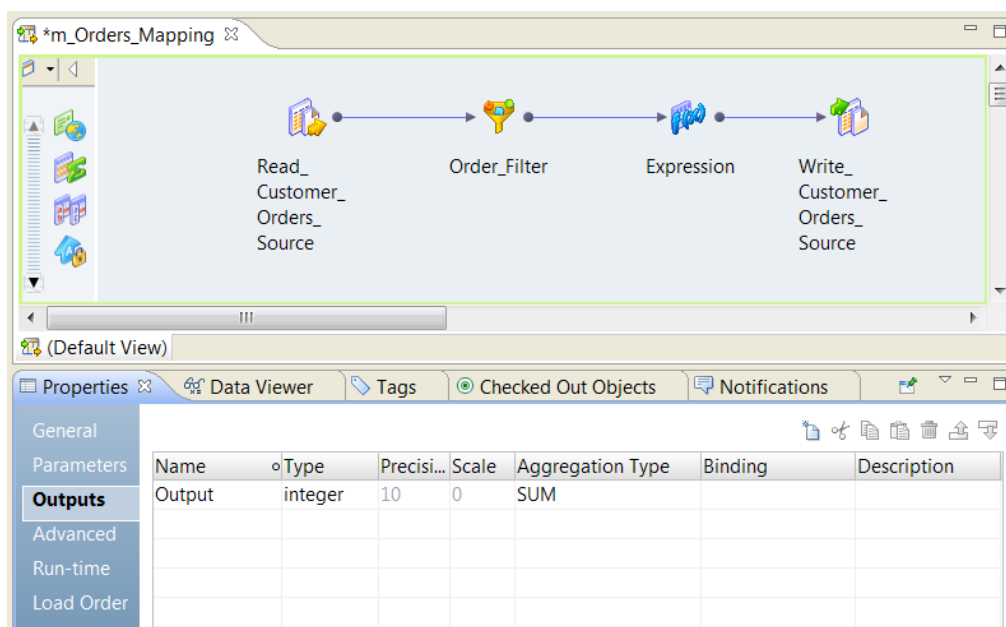 *m_Orders_Mapping
Read_
Customer_
Orders_
Source
Order_Filter
f(x)
Expression
Write_
Customer_
Orders_
Source
(Default View)
Properties
Data Viewer
Tags
Checked Out Objects
Notifications
General
Parameters
Outputs
Advanced
Run-time
Load Order
Name Type Precisi... Scale Aggregation Type Binding Description
Output integer 10 0 SUM